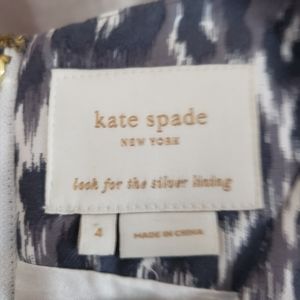 kate spade
NEW YORK
look for the silver lining
4
MADE IN CHINA